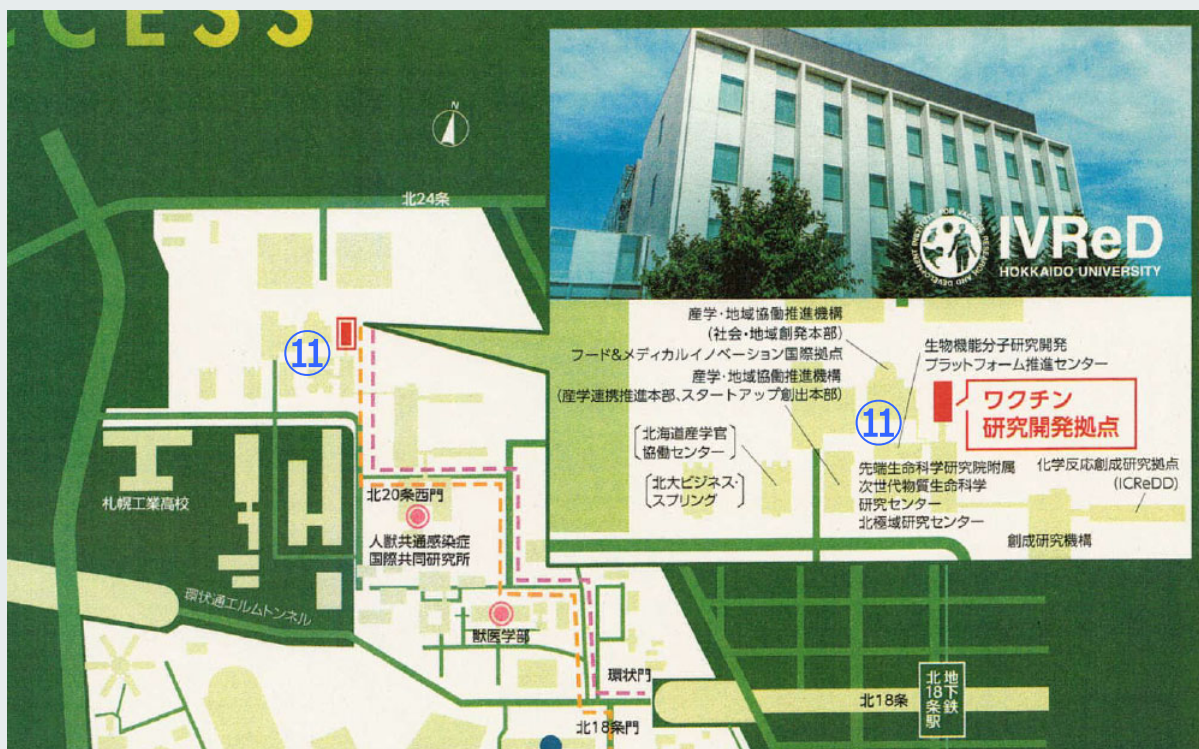 CCESS
N
北24条
INSTITUTE FOR VACCINE RESEARCH AND DEVELOPMENT
IVReD
HOKKAIDO UNIVERSITY
産学・地域協働推進機構
(社会・地域創発本部)
フード&メディカルイノベーション国際拠点
産学・地域協働推進機構
(産学連携推進本部、スタートアップ創出本部)
生物機能分子研究開発
プラットフォーム推進センター
ワクチン
研究開発拠点
⑪
⑪
北海道産学官
協働センター
北大ビジネス・
スプリング
先端生命科学研究院附属
次世代物質生命科学
研究センター
北極域研究センター
化学反応創成研究拠点
(ICReDD)
創成研究機構
札幌工業高校
北20条西門
人獣共通感染症
国際共同研究所
環状通エルムトンネル
獣医学部
環状門
北18条
地下鉄
北18条駅
北18条門